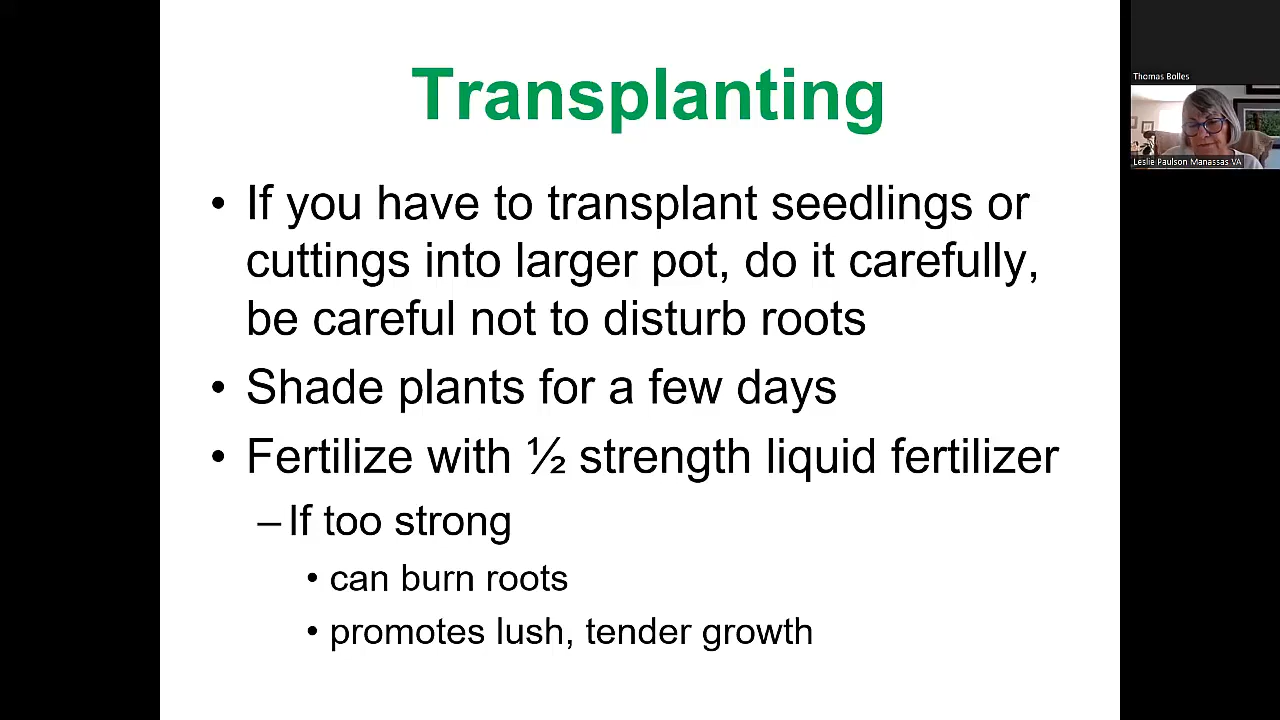 Transplanting
• If you have to transplant seedlings or
cuttings into larger pot, do it carefully,
be careful not to disturb roots
• Shade plants for a few days
• Fertilize with ½ strength liquid fertilizer
– If too strong
• can burn roots
• promotes lush, tender growth
Thomas Bolles
Leslie Paulson Manassas VA